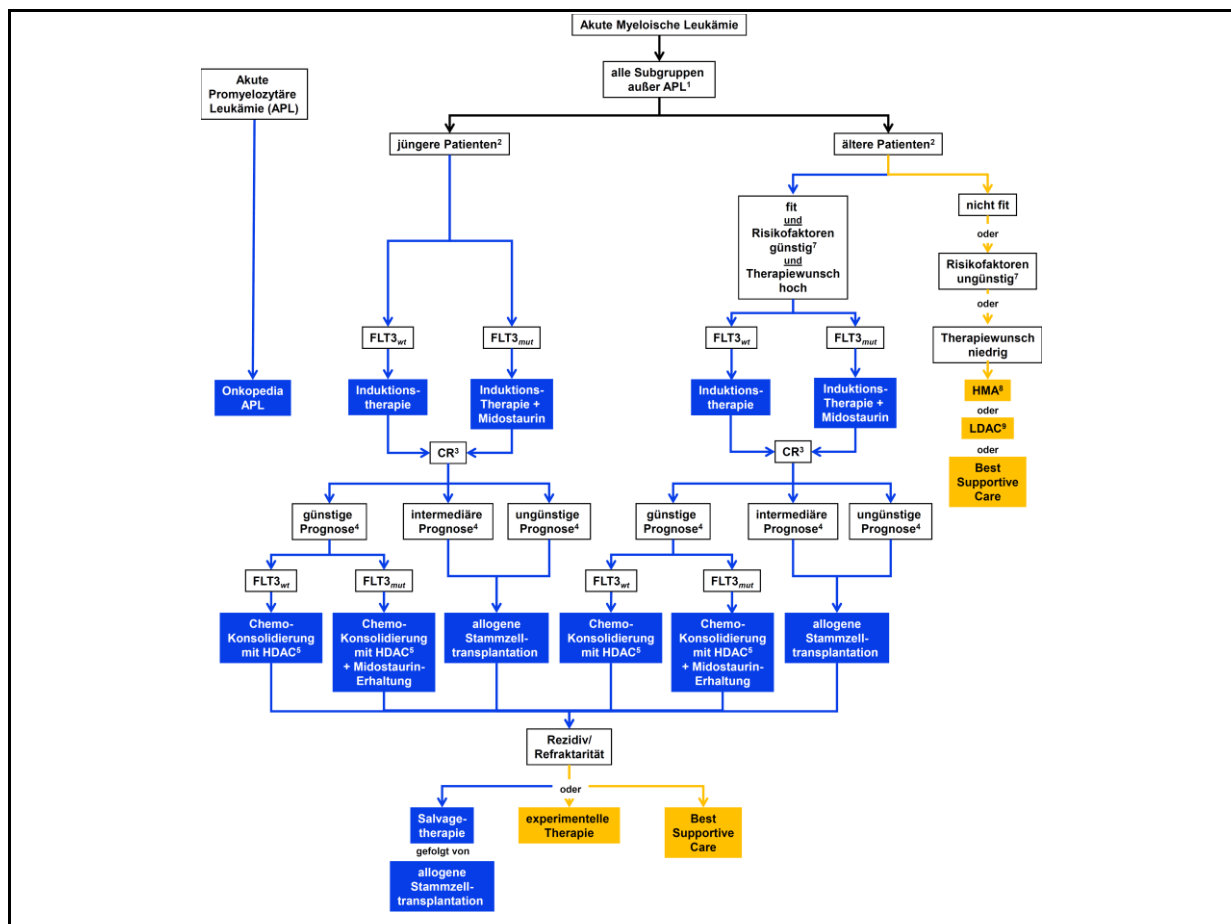 Akute Myeloische Leukämie
alle Subgruppen
außer APL¹
Akute
Promyelozytäre
Leukämie (APL)
jüngere Patienten²
ältere Patienten²
fit
und
Risikofaktoren
günstig⁷
und
Therapiewunsch
hoch
nicht fit
oder
Risikofaktoren
ungünstig⁷
oder
Therapiewunsch
niedrig
FLT3wt
FLT3mut
FLT3wt
FLT3mut
Onkopedia
APL
Induktions-
therapie
Induktions-
Therapie +
Midostaurin
Induktions-
therapie
Induktions-
Therapie +
Midostaurin
HMA⁸
oder
LDAC⁹
oder
Best
Supportive
Care
CR³
CR³
günstige
Prognose⁴
intermediäre
Prognose⁴
ungünstige
Prognose⁴
günstige
Prognose⁴
intermediäre
Prognose⁴
ungünstige
Prognose⁴
FLT3wt
FLT3mut
FLT3wt
FLT3mut
Chemo-
Konsolidierung
mit HDAC⁵
Chemo-
Konsolidierung
mit HDAC⁵
+ Midostaurin-
Erhaltung
allogene
Stammzell-
transplantation
Chemo-
Konsolidierung
mit HDAC⁵
Chemo-
Konsolidierung
mit HDAC⁵
+ Midostaurin-
Erhaltung
allogene
Stammzell-
transplantation
Rezidiv/
Refraktarität
oder
Salvage-
therapie
gefolgt von
allogene
Stammzell-
transplantation
experimentelle
Therapie
Best
Supportive
Care